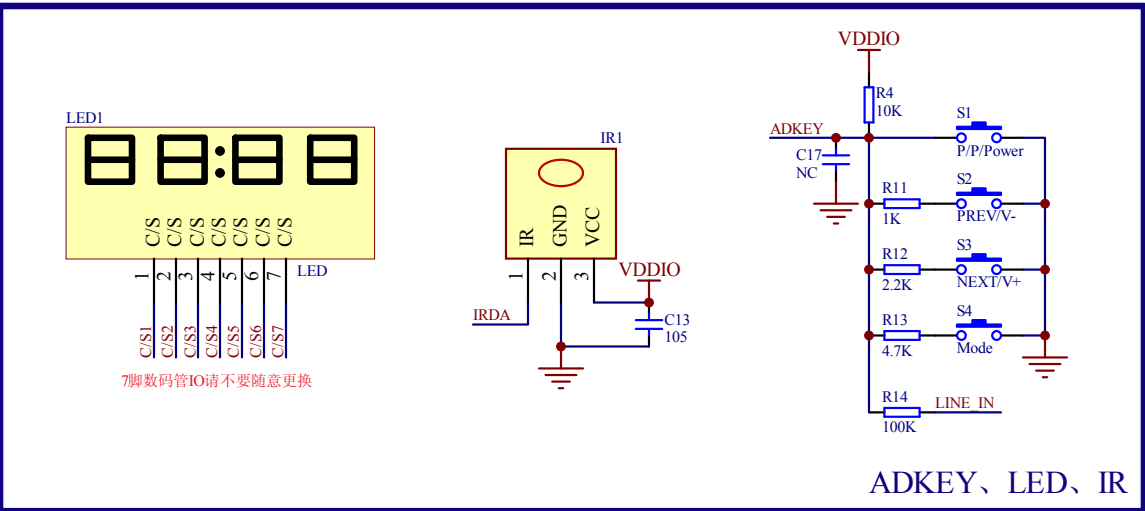 LED1
C/S
C/S
C/S
C/S
C/S
C/S
C/S
1
2
3
4
5
6
7
LED
C/S1
C/S2
C/S3
C/S4
C/S5
C/S6
C/S7
7脚数码管IO请不要随意更换
IR1
IR
GND
VCC
1
2
3
VDDIO
IRDA
C13
105
VDDIO
R4
10K
ADKEY
C17
NC
S1
P/P/Power
R11
1K
S2
PREV/V-
R12
2.2K
S3
NEXT/V+
R13
4.7K
S4
Mode
R14
100K
LINE_IN
ADKEY、LED、IR